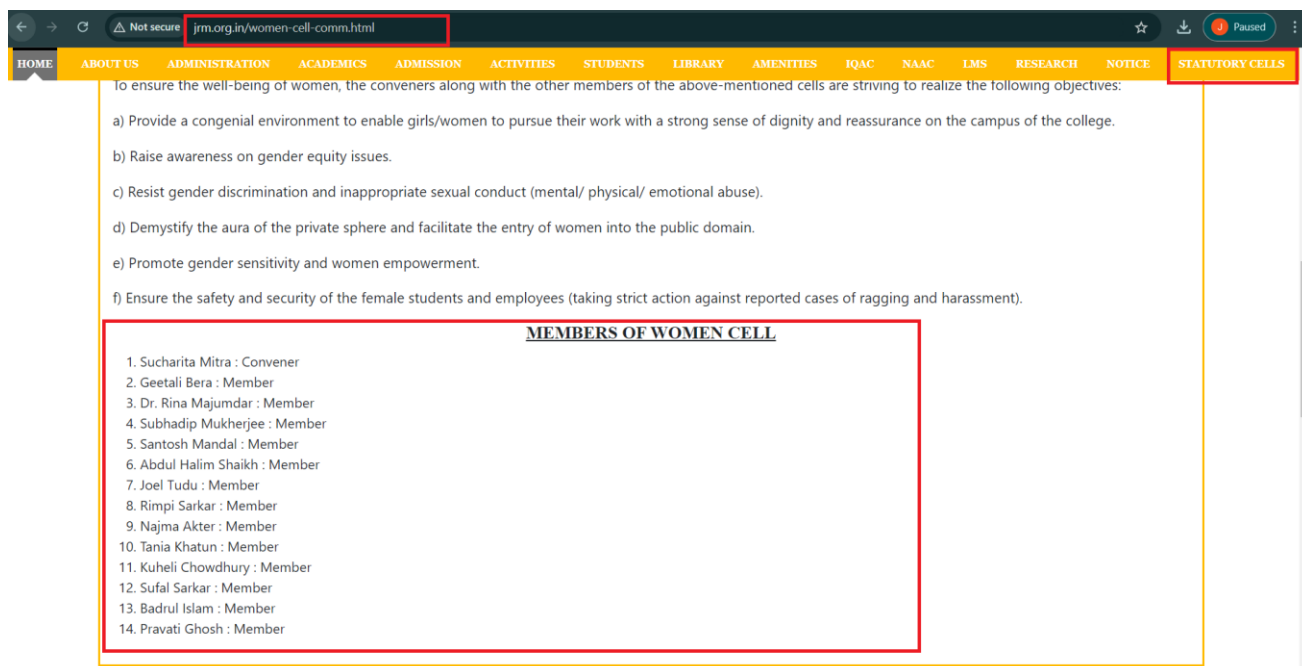 Not secure jrm.org.in/women-cell-comm.html J Paused
HOME ABOUT US ADMINISTRATION ACADEMICS ADMISSION ACTIVITIES STUDENTS LIBRARY AMENITIES IQAC NAAC LMS RESEARCH NOTICE STATUTORY CELLS
To ensure the well-being of women, the conveners along with the other members of the above-mentioned cells are striving to realize the following objectives:
a) Provide a congenial environment to enable girls/women to pursue their work with a strong sense of dignity and reassurance on the campus of the college.
b) Raise awareness on gender equity issues.
c) Resist gender discrimination and inappropriate sexual conduct (mental/ physical/ emotional abuse).
d) Demystify the aura of the private sphere and facilitate the entry of women into the public domain.
e) Promote gender sensitivity and women empowerment.
f) Ensure the safety and security of the female students and employees (taking strict action against reported cases of ragging and harassment).
MEMBERS OF WOMEN CELL
1. Sucharita Mitra : Convener
2. Geetali Bera : Member
3. Dr. Rina Majumdar : Member
4. Subhadip Mukherjee : Member
5. Santosh Mandal : Member
6. Abdul Halim Shaikh : Member
7. Joel Tudu : Member
8. Rimpi Sarkar : Member
9. Najma Akter : Member
10. Tania Khatun : Member
11. Kuheli Chowdhury : Member
12. Sufal Sarkar : Member
13. Badrul Islam : Member
14. Pravati Ghosh : Member